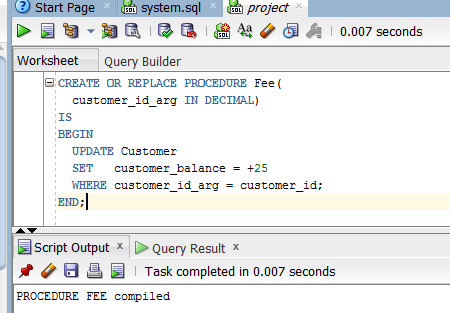 Start Page system.sql project
0.007 seconds
Worksheet Query Builder
CREATE OR REPLACE PROCEDURE Fee(
customer_id_arg IN DECIMAL)
IS
BEGIN
UPDATE Customer
SET customer_balance = +25
WHERE customer_id_arg = customer_id;
END;
Script Output x Query Result x
Task completed in 0.007 seconds
PROCEDURE FEE compiled